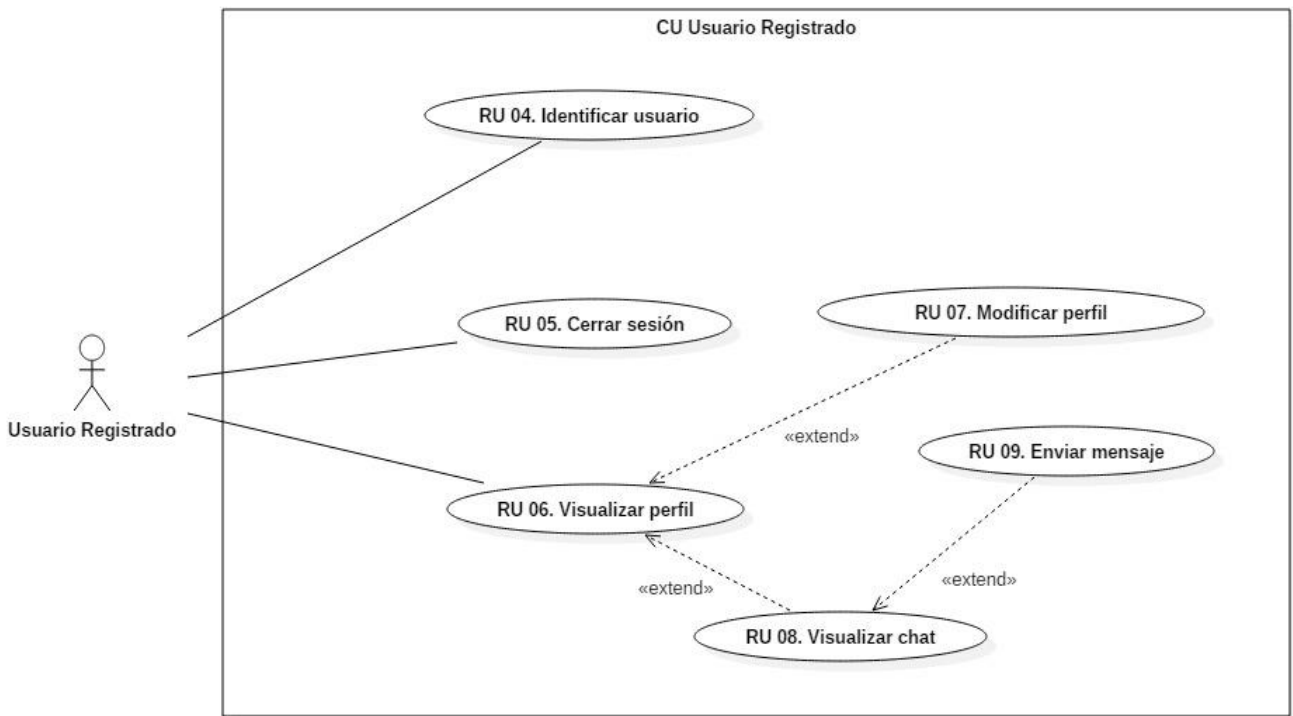 CU Usuario Registrado
RU 04. Identificar usuario
RU 05. Cerrar sesión
RU 07. Modificar perfil
Usuario Registrado
«extend»
RU 09. Enviar mensaje
RU 06. Visualizar perfil
«extend»
«extend»
RU 08. Visualizar chat